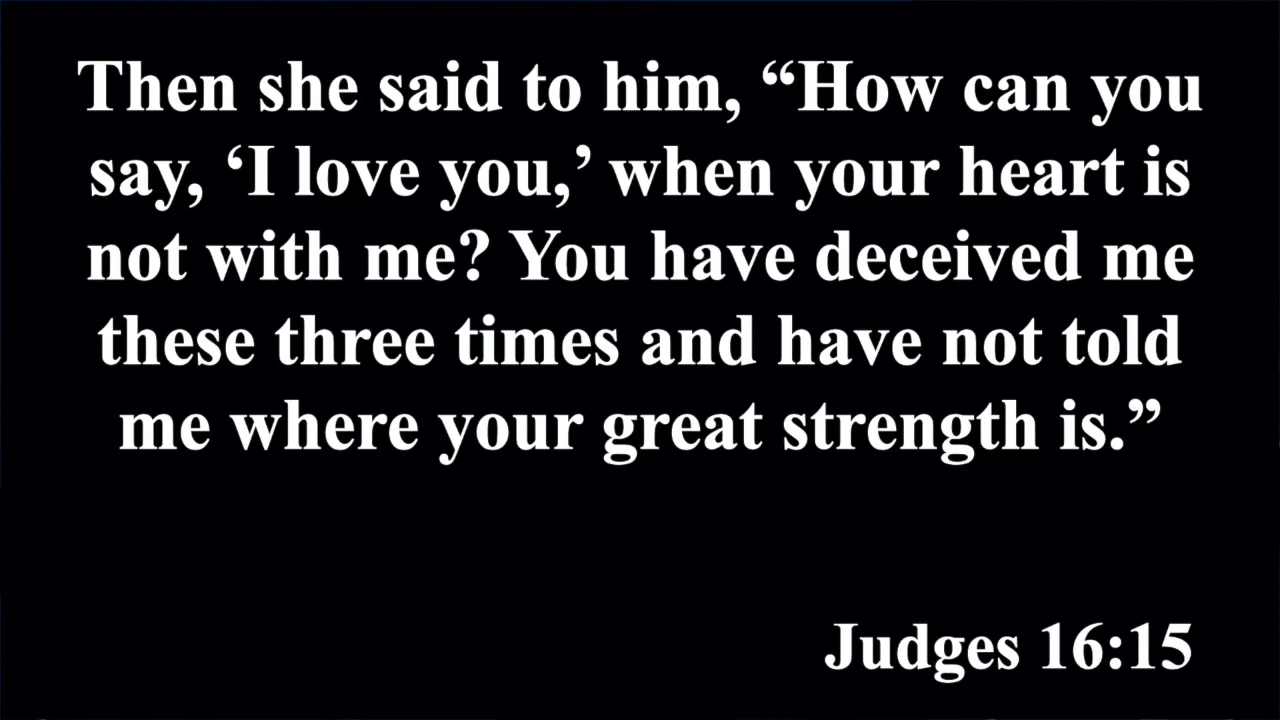 Then she said to him, “How can you
say, ‘I love you,’ when your heart is
not with me? You have deceived me
these three times and have not told
me where your great strength is.”
Judges 16:15